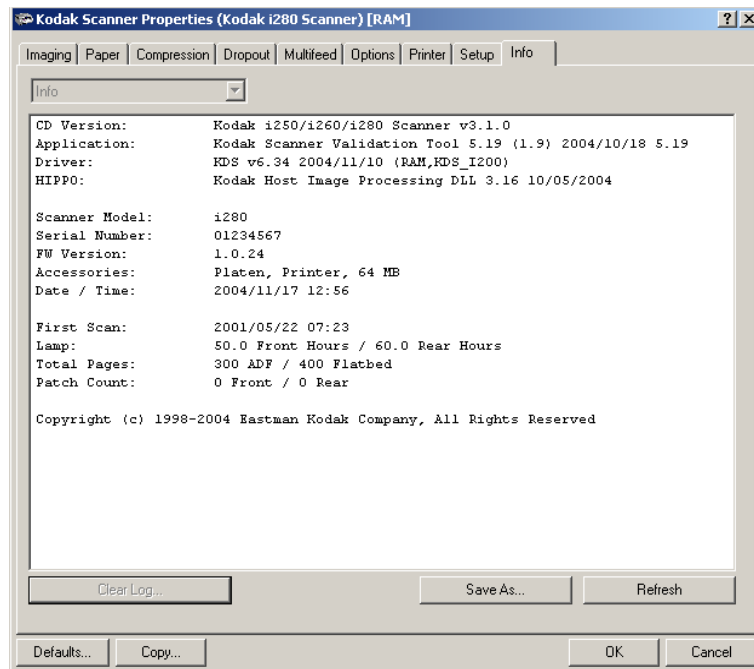 Kodak Scanner Properties (Kodak i280 Scanner) [RAM]
Imaging Paper Compression Dropout Multifeed Options Printer Setup Info
Info
CD Version: Kodak i250/i260/i280 Scanner v3.1.0
Application: Kodak Scanner Validation Tool 5.19 (1.9) 2004/10/18 5.19
Driver: KDS v6.34 2004/11/10 (RAM,KDS_I200)
HIPPO: Kodak Host Image Processing DLL 3.16 10/05/2004
Scanner Model: i280
Serial Number: 01234567
FW Version: 1.0.24
Accessories: Platen, Printer, 64 MB
Date / Time: 2004/11/17 12:56
First Scan: 2001/05/22 07:23
Lamp: 50.0 Front Hours / 60.0 Rear Hours
Total Pages: 300 ADF / 400 Flatbed
Patch Count: 0 Front / 0 Rear
Copyright (c) 1998-2004 Eastman Kodak Company, All Rights Reserved
Clear Log... Save As... Refresh
Defaults... Copy... OK Cancel